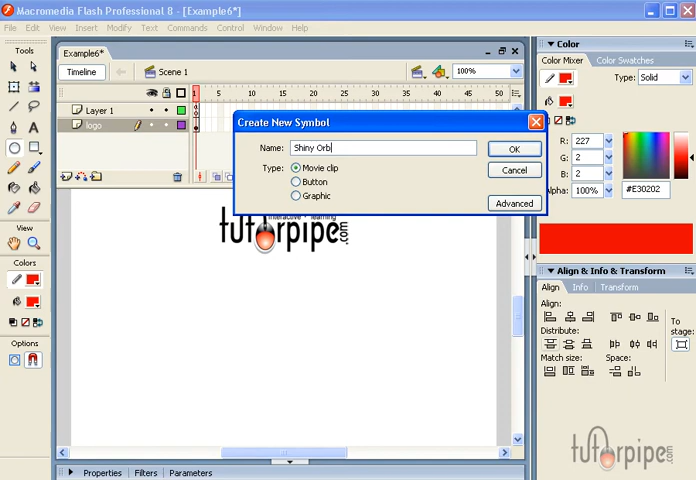 Macromedia Flash Professional 8 - [Example6*]
File Edit View Insert Modify Text Commands Control Window Help
Tools
View
Colors
Options
Example6*
Timeline
Scene 1
100%
1 5 10 15 20 25 30 35 40 45 50
Layer 1
logo
Create New Symbol
Name: Shiny Orb
OK
Type: Movie clip
Cancel
Button
Graphic
Advanced
interactive · learning
tutorpipe.com
Properties Filters Parameters
Color
Color Mixer Color Swatches
Type: Solid
R: 227
G: 2
B: 2
Alpha: 100%
#E30202
Align & Info & Transform
Align Info Transform
Align:
Distribute:
To stage:
Match size: Space:
tutorpipe.com